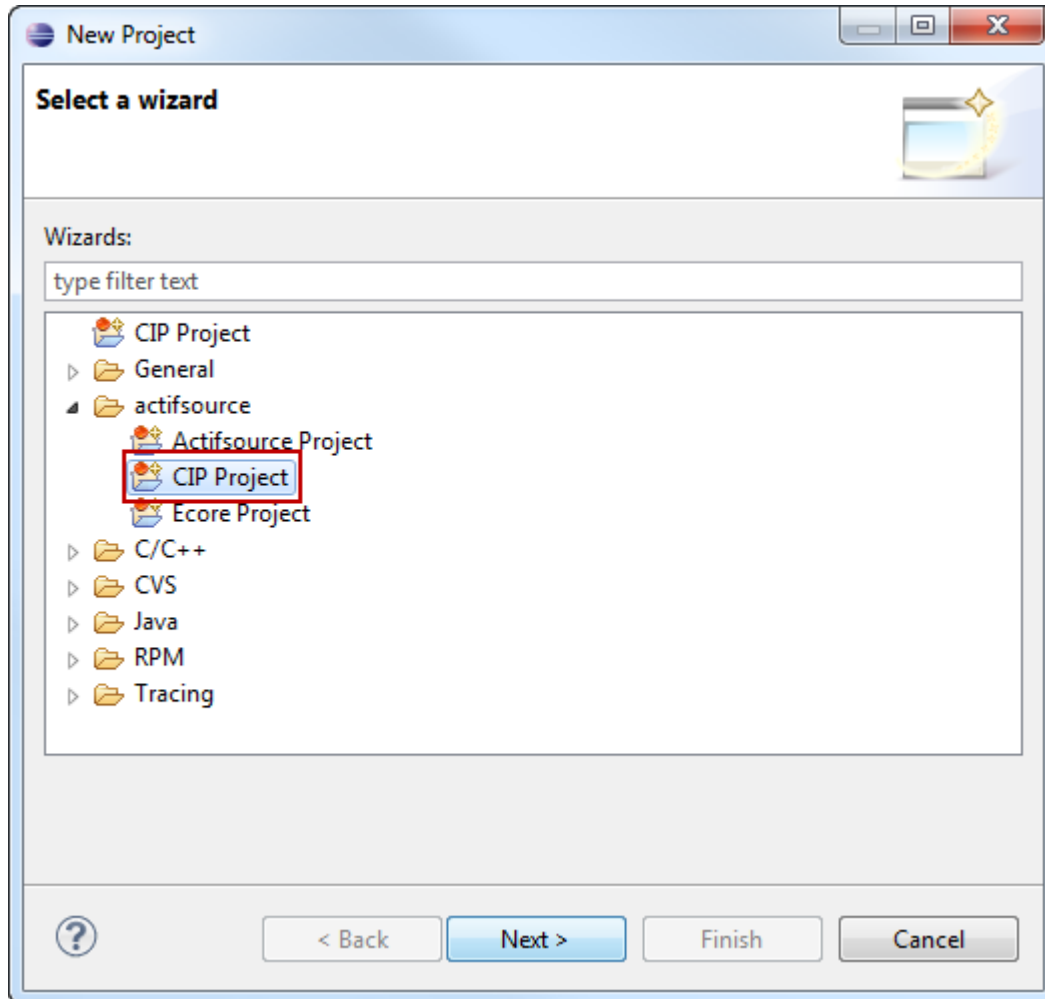 New Project
Select a wizard
Wizards:
type filter text
CIP Project
General
actifsource
Actifsource Project
CIP Project
Ecore Project
C/C++
CVS
Java
RPM
Tracing
? < Back Next > Finish Cancel